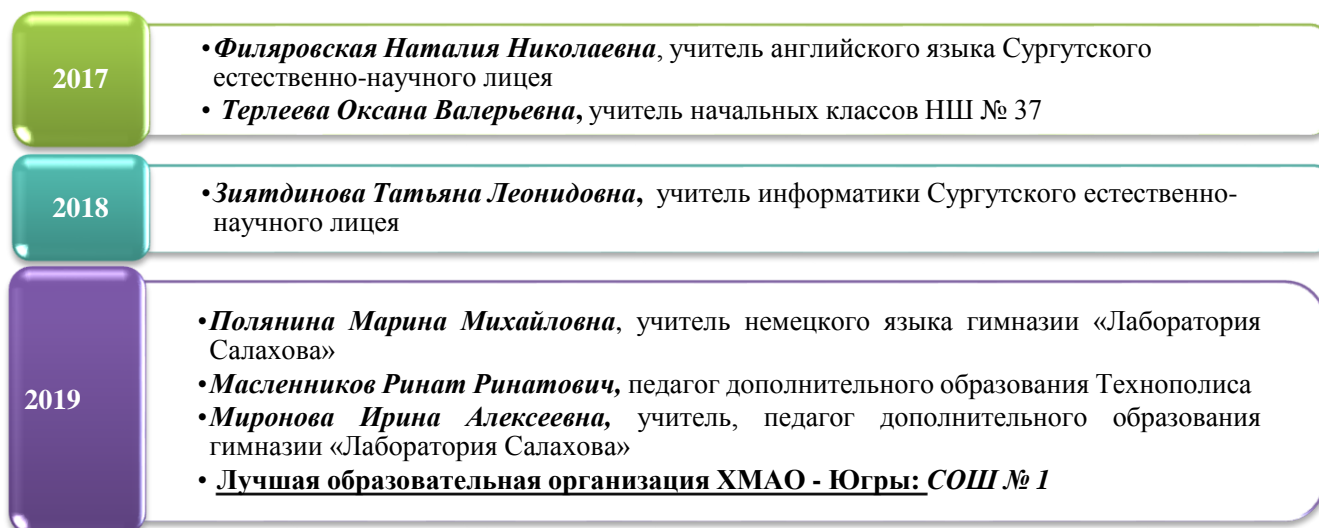 2017
•Филяровская Наталия Николаевна, учитель английского языка Сургутского
естественно-научного лицея
• Терлеева Оксана Валерьевна, учитель начальных классов НШ № 37
2018
•Зиятдинова Татьяна Леонидовна, учитель информатики Сургутского естественно-
научного лицея
2019
•Полянина Марина Михайловна, учитель немецкого языка гимназии «Лаборатория
Салахова»
•Масленников Ринат Ринатович, педагог дополнительного образования Технополиса
•Миронова Ирина Алексеевна, учитель, педагог дополнительного образования
гимназии «Лаборатория Салахова»
• Лучшая образовательная организация ХМАО - Югры: СОШ № 1